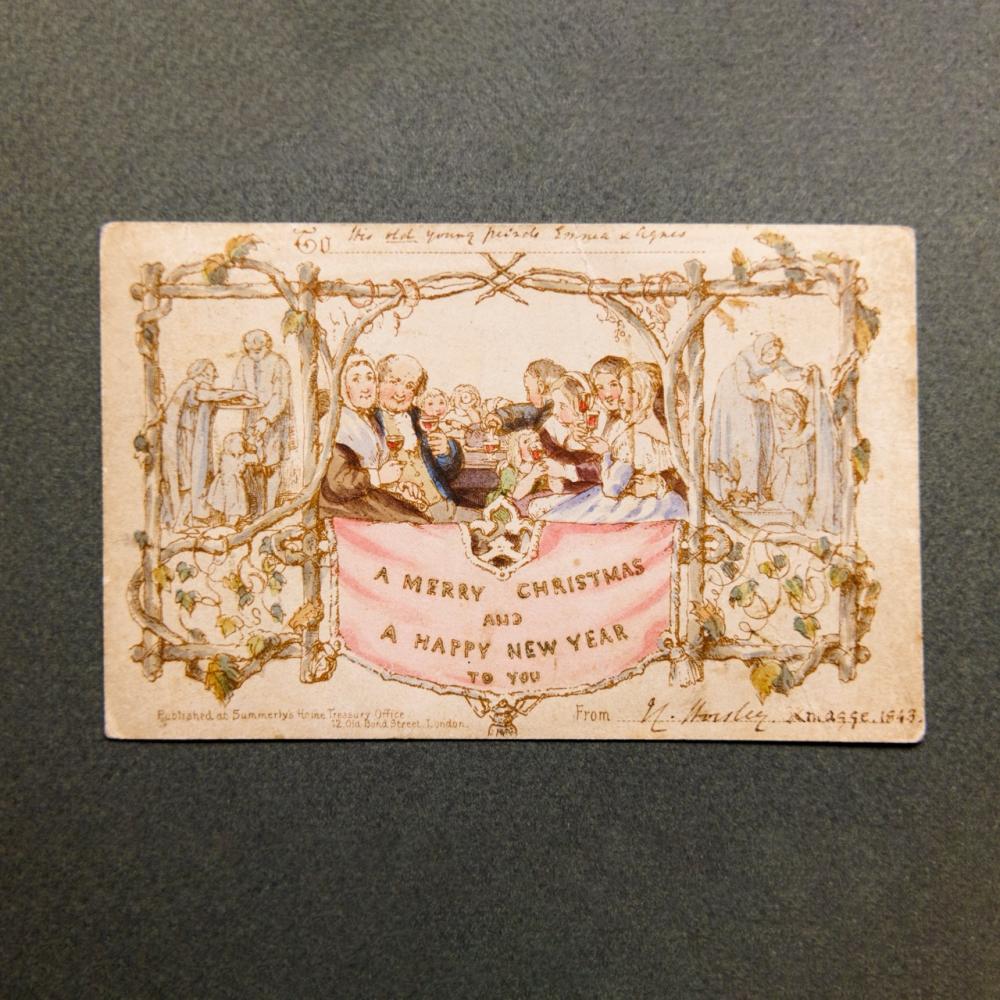 To His old young friends Emma & Agnes
A MERRY CHRISTMAS
AND
A HAPPY NEW YEAR
TO YOU
Published at Summerly's Home Treasury Office
12. Old Bond Street, London.
From Horsley Xmasse. 1843.